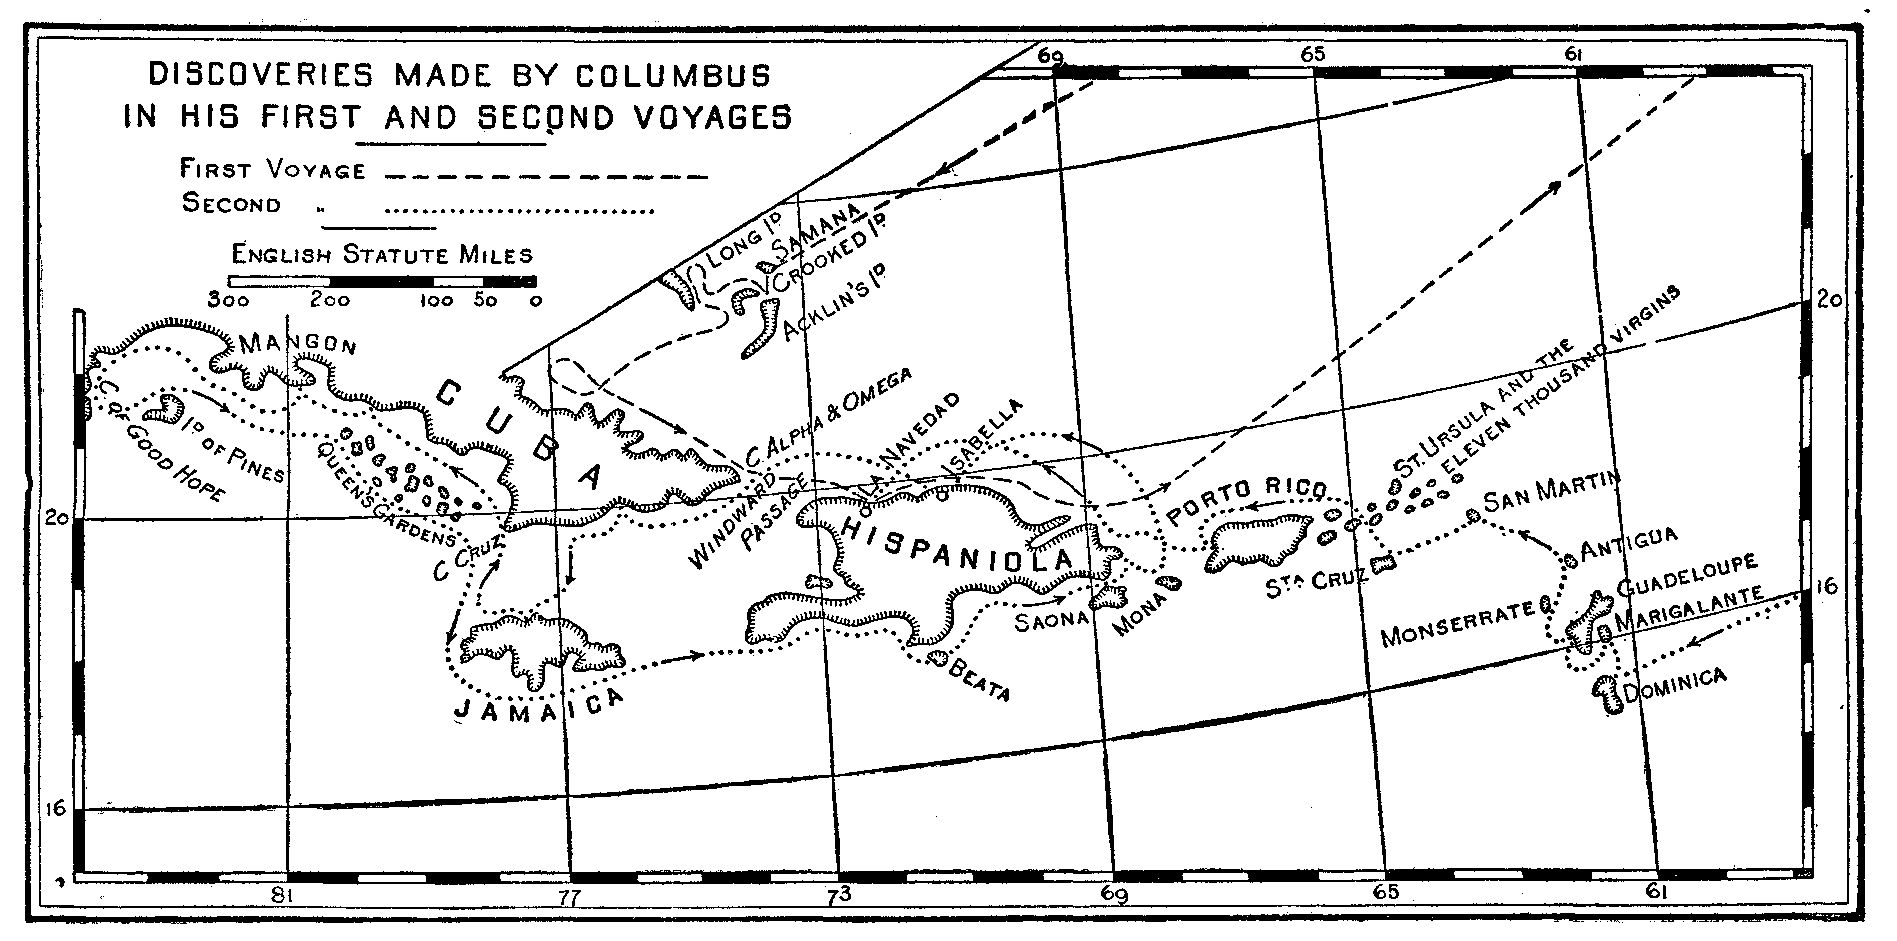 DISCOVERIES MADE BY COLUMBUS
IN HIS FIRST AND SECOND VOYAGES
FIRST VOYAGE
SECOND "
ENGLISH STATUTE MILES
300 200 100 50 0
69 65 61
LONG Iᴰ
SAMANA
CROOKED Iᴰ
ACKLIN'S Iᴰ
MANGON
CUBA
C OF GOOD HOPE
Iᴰ OF PINES
QUEEN'S GARDENS
C CRUZ
JAMAICA
C ALPHA & OMEGA
WINDWARD
PASSAGE
LA NAVEDAD
ISABELLA
HISPANIOLA
SAONA
MONA
BEATA
PORTO RICO
Sᵀᴬ CRUZ
ST. URSULA AND THE
ELEVEN THOUSAND VIRGINS
SAN MARTIN
ANTIGUA
GUADELOUPE
MARIGALANTE
MONSERRATE
DOMINICA
20
16
20
16
81 77 73 69 65 61